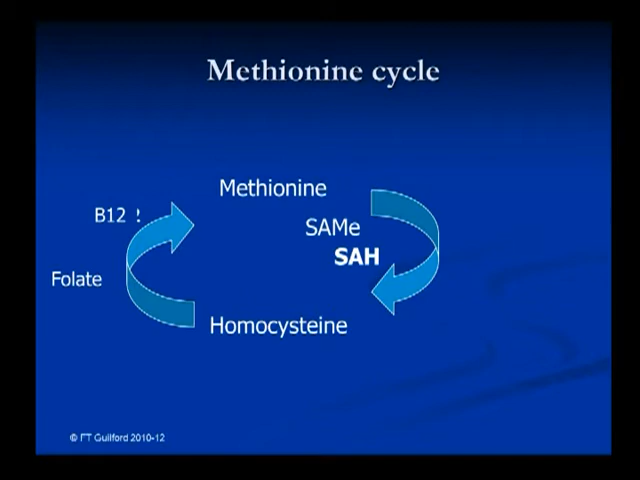 Methionine cycle
Methionine
B12
SAMe
SAH
Folate
Homocysteine
© FT Guilford 2010-12